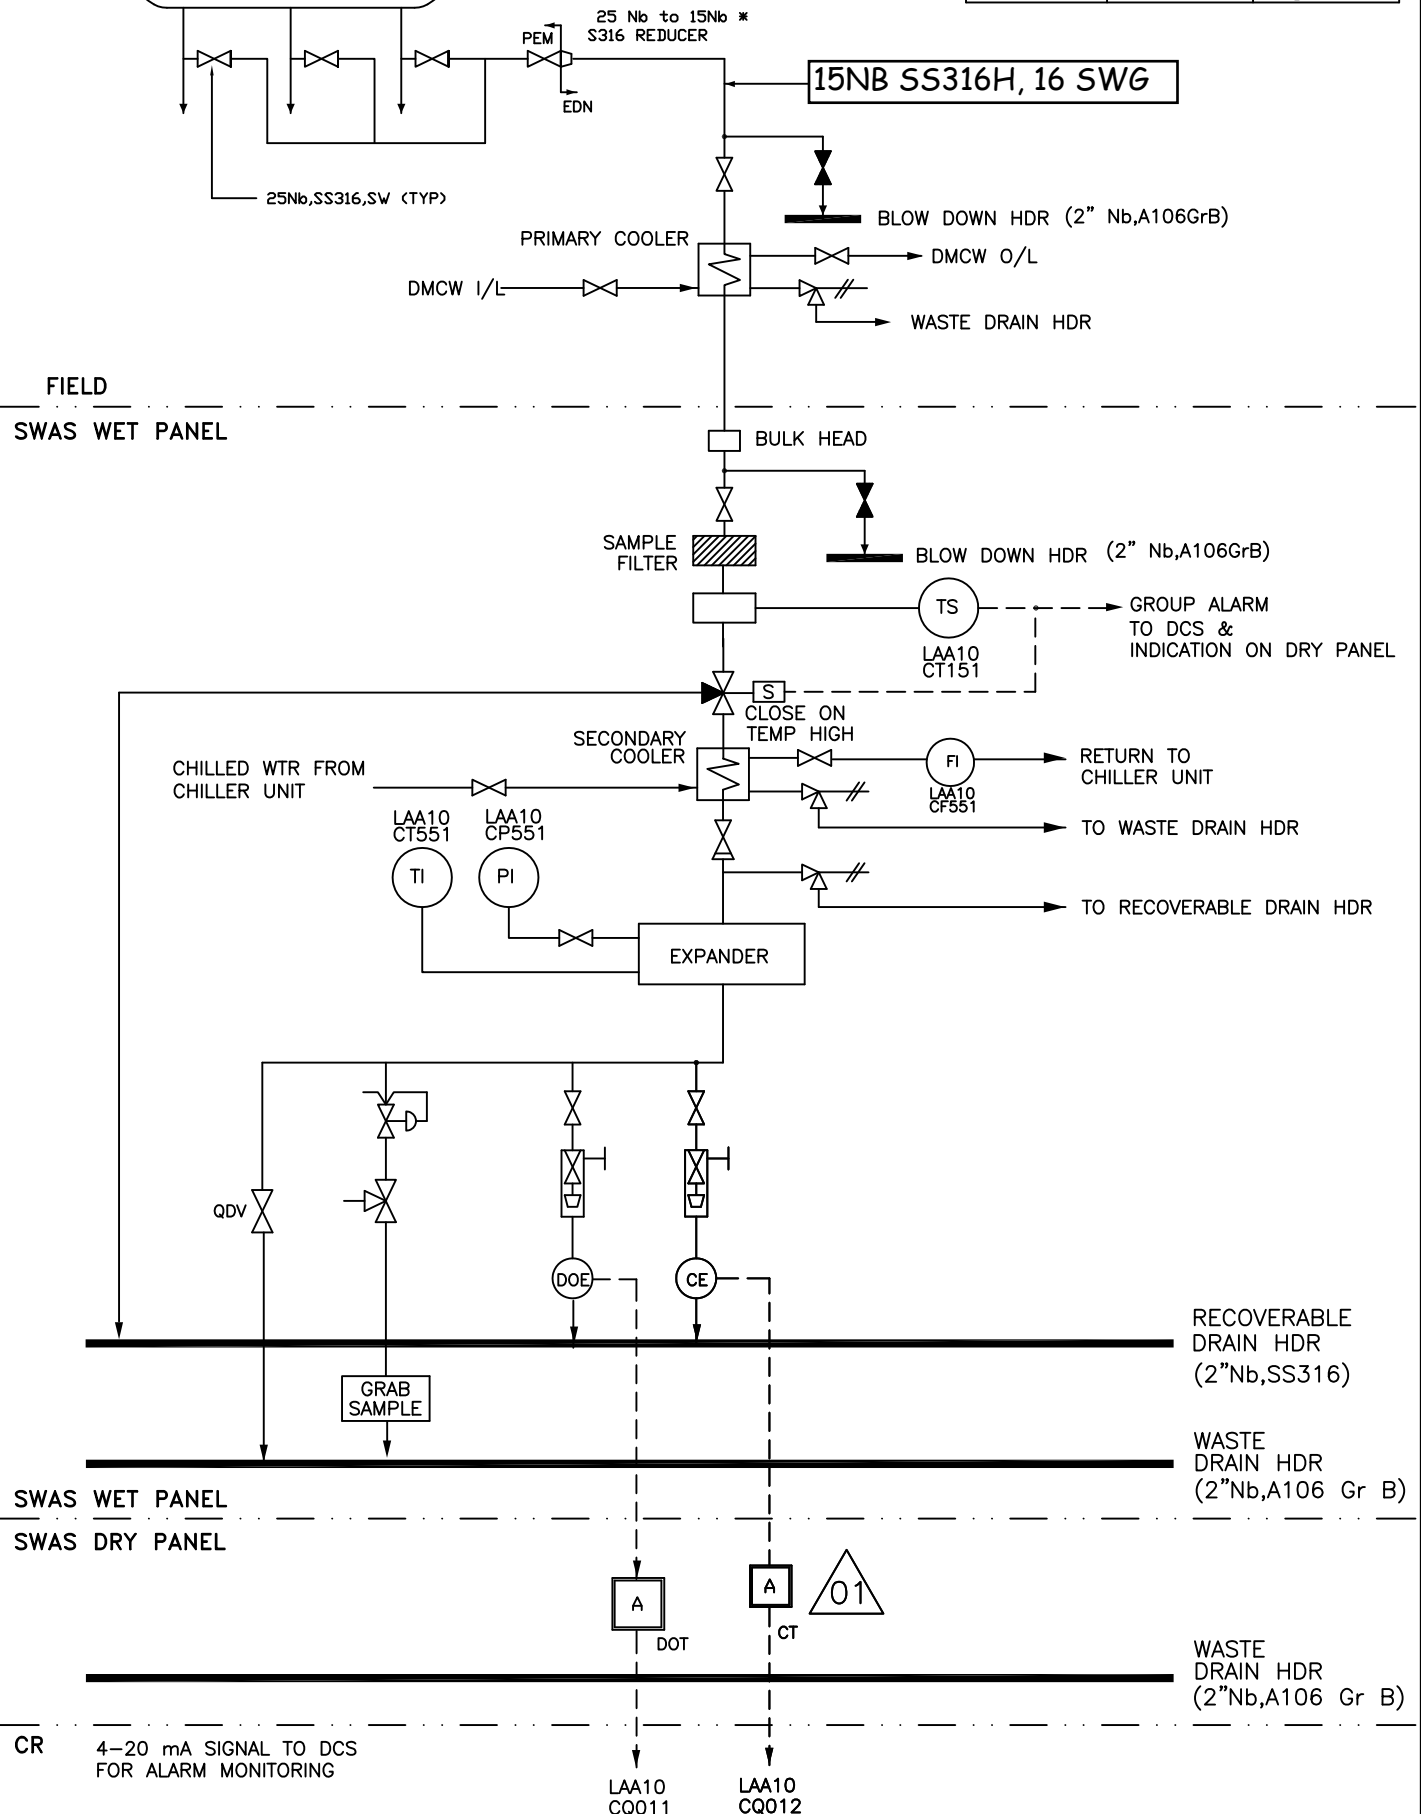 25 Nb to 15Nb *
S316 REDUCER
PEM
EDN
15NB SS316H, 16 SWG
25Nb,SS316,SW (TYP)
BLOW DOWN HDR (2" Nb,A106GrB)
PRIMARY COOLER
DMCW O/L
DMCW I/L
WASTE DRAIN HDR
FIELD
SWAS WET PANEL
BULK HEAD
SAMPLE
FILTER
BLOW DOWN HDR (2" Nb,A106GrB)
TS
LAA10
CT151
GROUP ALARM
TO DCS &
INDICATION ON DRY PANEL
S
CLOSE ON
TEMP HIGH
SECONDARY
COOLER
CHILLED WTR FROM
CHILLER UNIT
FI
LAA10
CF551
RETURN TO
CHILLER UNIT
LAA10
CT551
LAA10
CP551
TO WASTE DRAIN HDR
TI
PI
TO RECOVERABLE DRAIN HDR
EXPANDER
QDV
DOE
CE
RECOVERABLE
DRAIN HDR
(2"Nb,SS316)
GRAB
SAMPLE
WASTE
DRAIN HDR
(2"Nb,A106 Gr B)
SWAS WET PANEL
SWAS DRY PANEL
A
DOT
A
CT
01
WASTE
DRAIN HDR
(2"Nb,A106 Gr B)
CR
4-20 mA SIGNAL TO DCS
FOR ALARM MONITORING
LAA10
CQ011
LAA10
CQ012